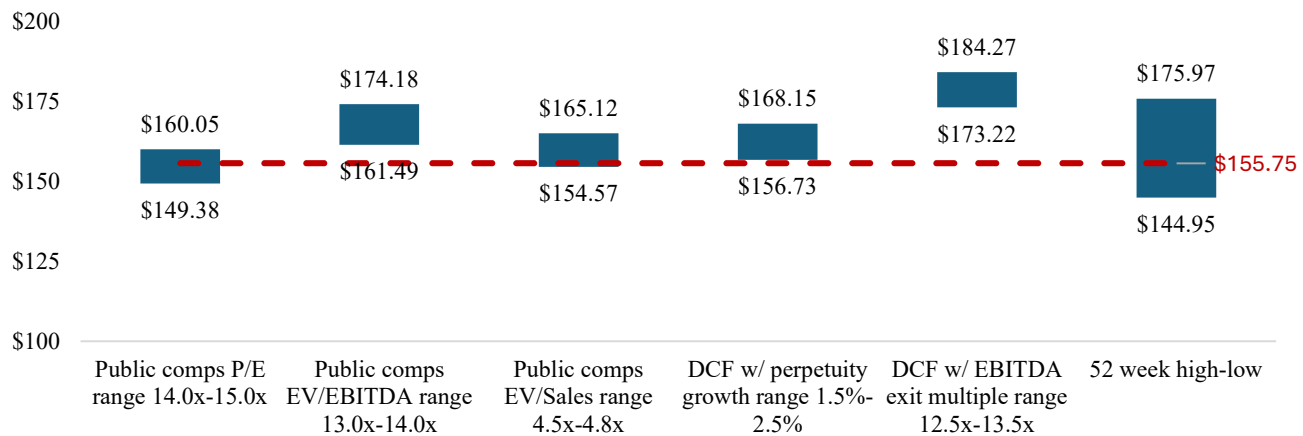 $200
$175
$150
$125
$100
$160.05
$149.38
$174.18
$161.49
$165.12
$154.57
$168.15
$156.73
$184.27
$173.22
$175.97
$144.95
$155.75
Public comps P/E
range 14.0x-15.0x
Public comps
EV/EBITDA range
13.0x-14.0x
Public comps
EV/Sales range
4.5x-4.8x
DCF w/ perpetuity
growth range 1.5%-
2.5%
DCF w/ EBITDA
exit multiple range
12.5x-13.5x
52 week high-low